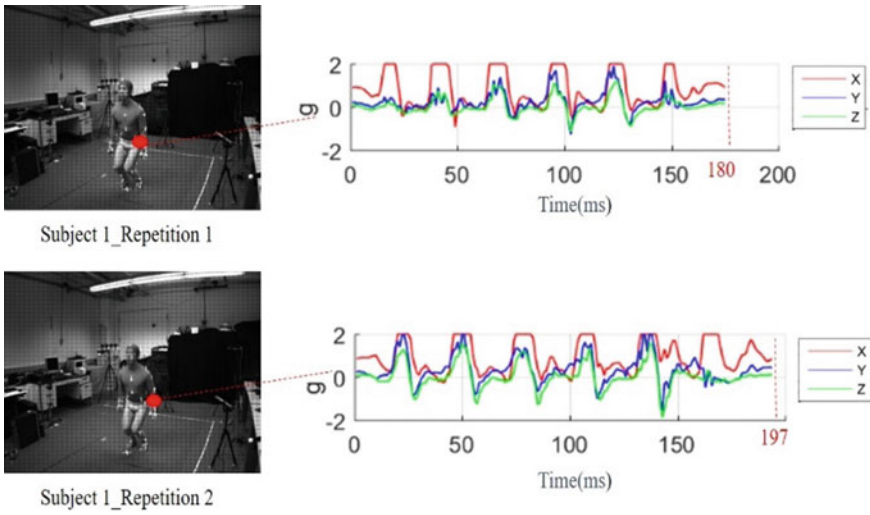 g
2
0
-2
0 50 100 150 200
180
Time(ms)
X
Y
Z
Subject 1_Repetition 1
g
2
0
-2
0 50 100 150
197
Time(ms)
X
Y
Z
Subject 1_Repetition 2